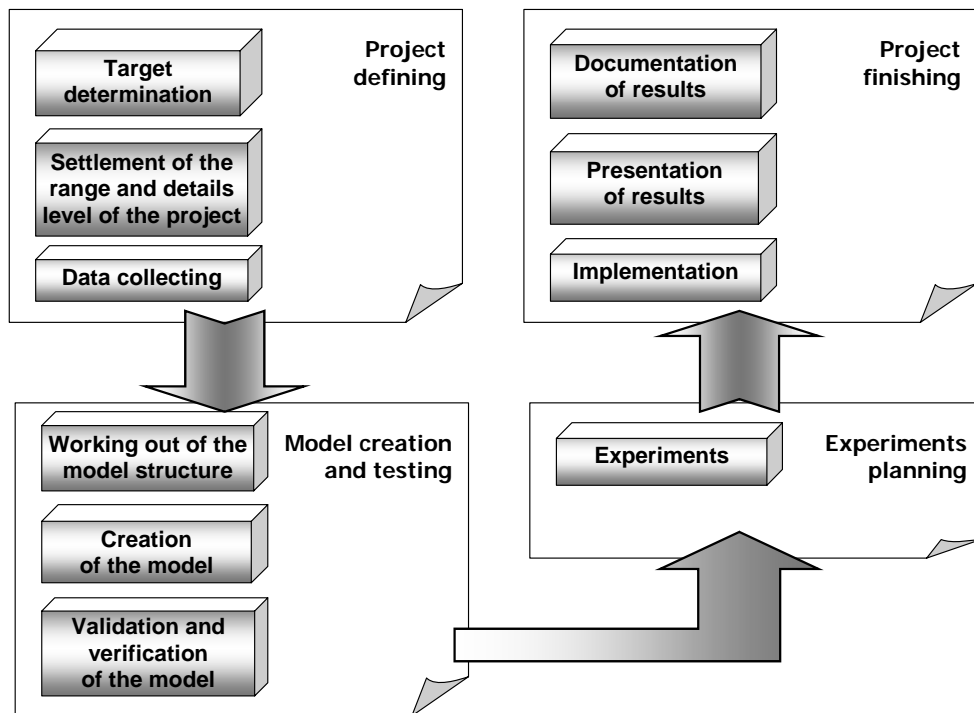 Project
defining
Target
determination
Settlement of the
range and details
level of the project
Data collecting
Model creation
and testing
Working out of the
model structure
Creation
of the model
Validation and
verification
of the model
Experiments
planning
Experiments
Project
finishing
Documentation
of results
Presentation
of results
Implementation